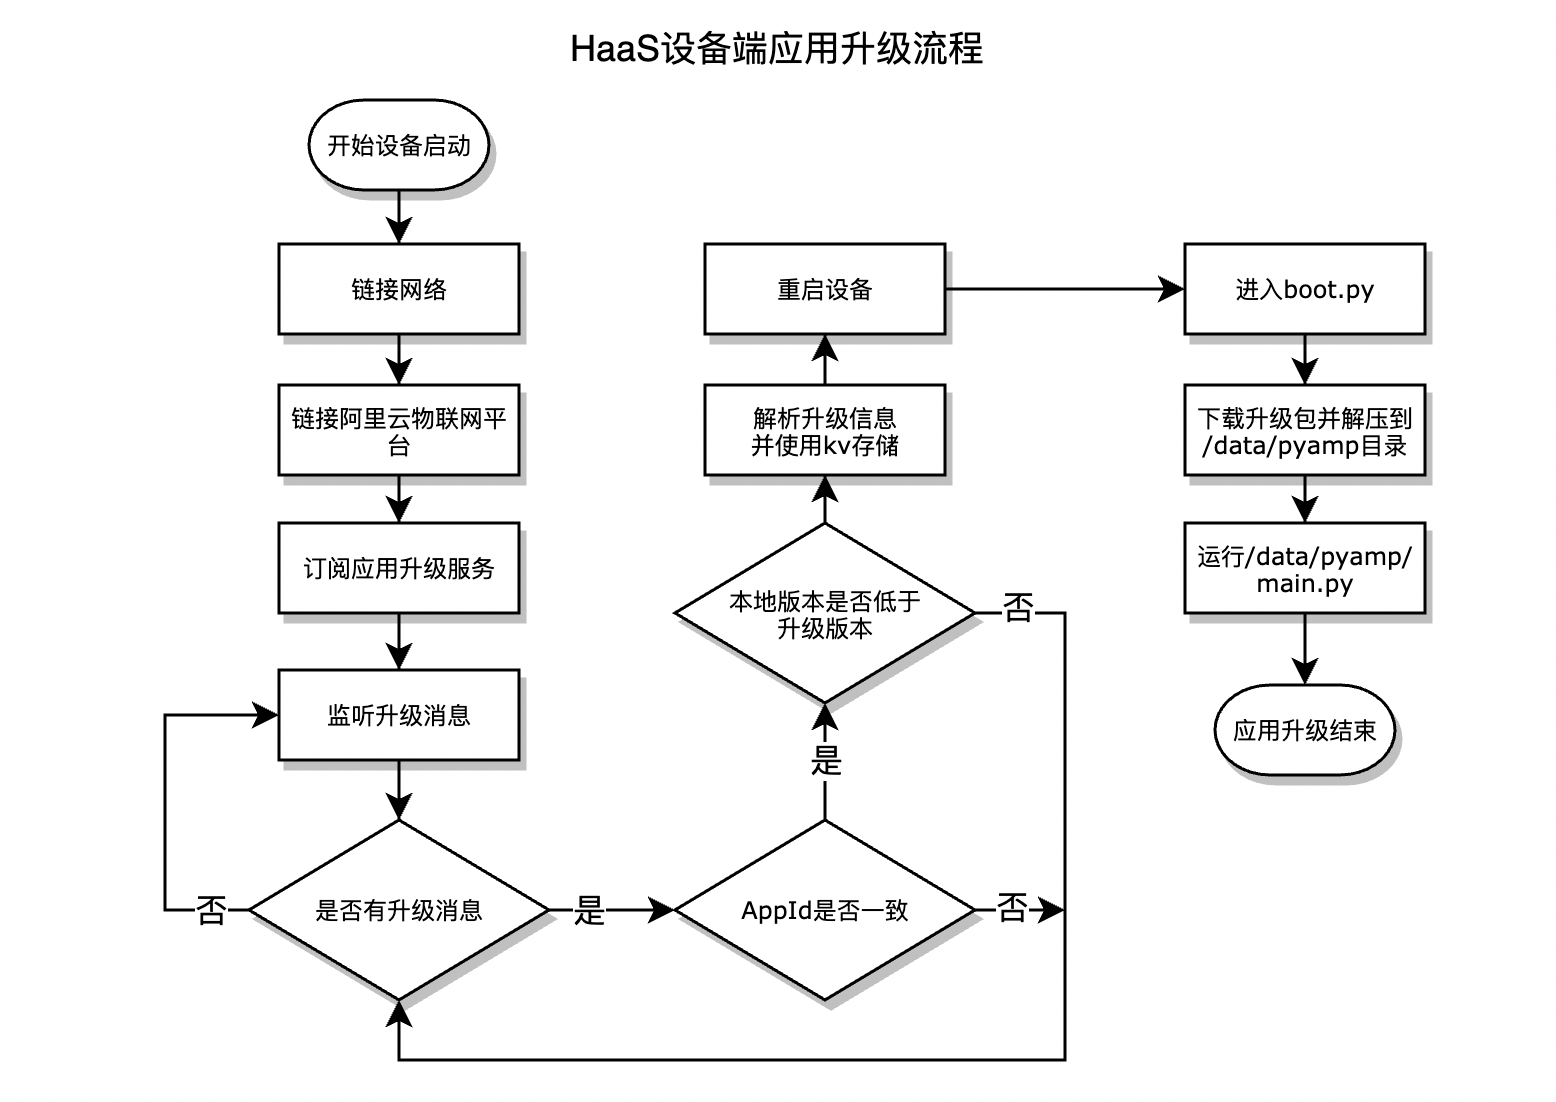 HaaS设备端应用升级流程
开始设备启动
链接网络
链接阿里云物联网平
台
订阅应用升级服务
监听升级消息
是否有升级消息
否
是
AppId是否一致
否
是
本地版本是否低于
升级版本
否
解析升级信息
并使用kv存储
重启设备
进入boot.py
下载升级包并解压到
/data/pyamp目录
运行/data/pyamp/
main.py
应用升级结束